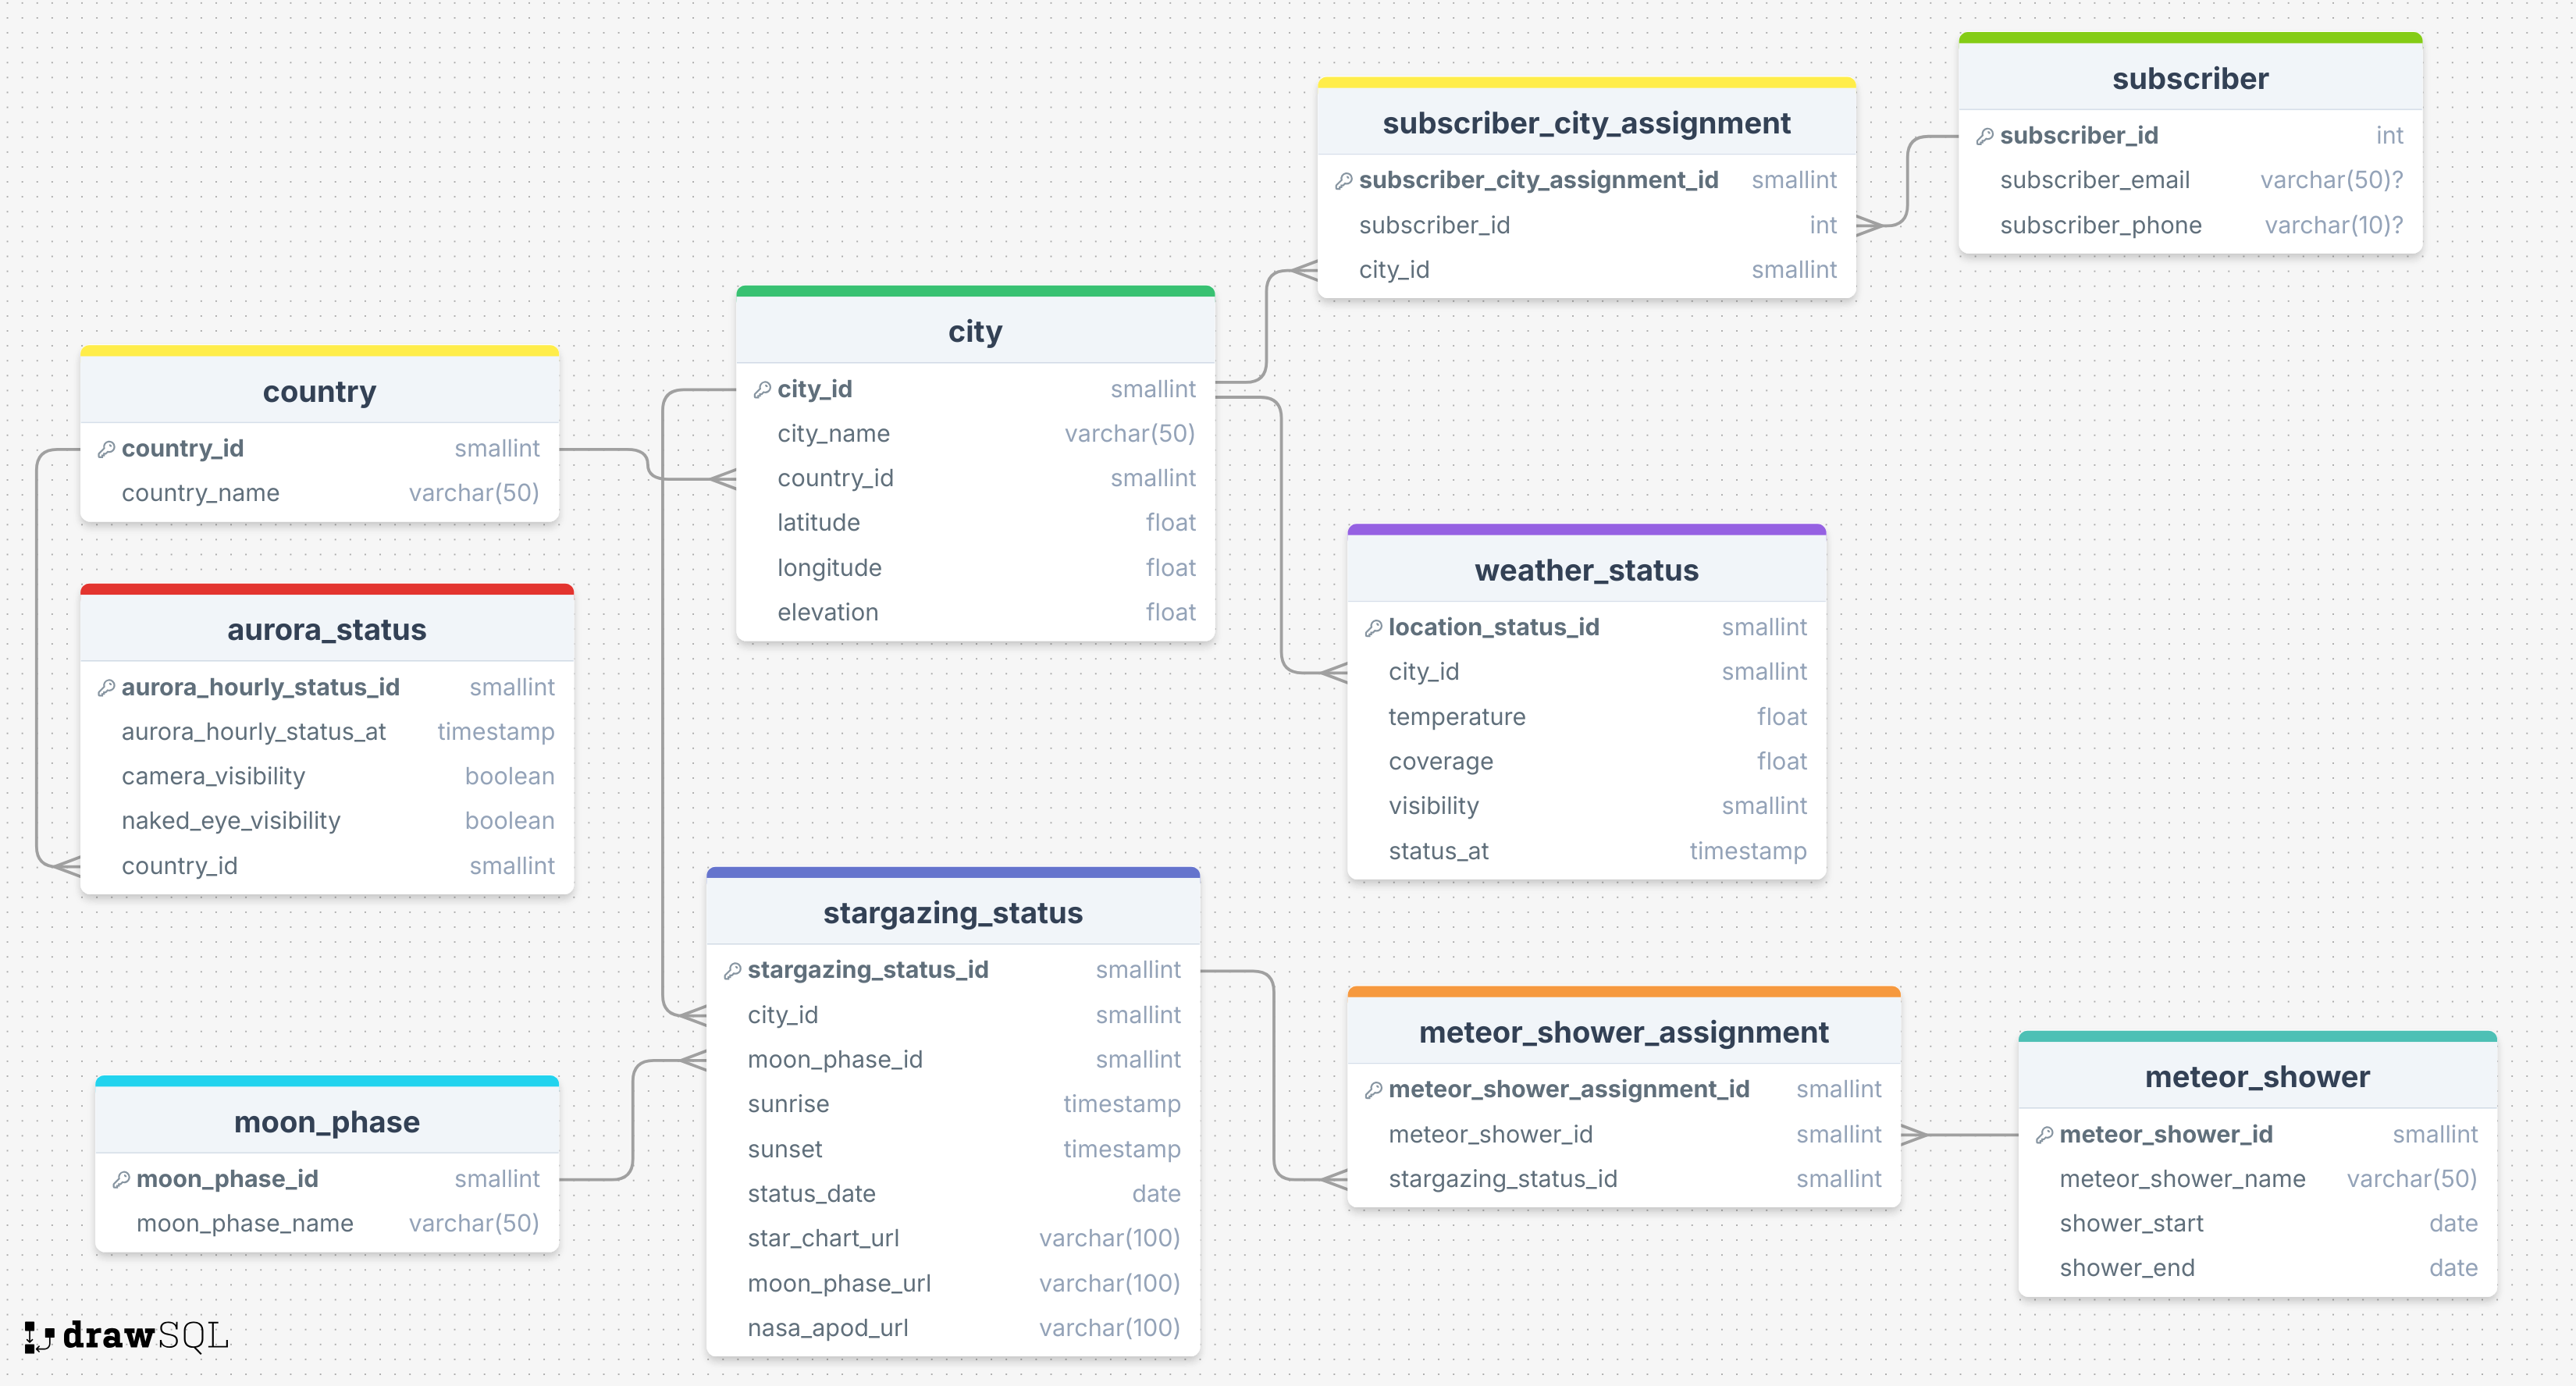 subscriber
subscriber_id int
subscriber_email varchar(50)?
subscriber_phone varchar(10)?
subscriber_city_assignment
subscriber_city_assignment_id smallint
subscriber_id int
city_id smallint
city
city_id smallint
city_name varchar(50)
country_id smallint
latitude float
longitude float
elevation float
country
country_id smallint
country_name varchar(50)
weather_status
location_status_id smallint
city_id smallint
temperature float
coverage float
visibility smallint
status_at timestamp
aurora_status
aurora_hourly_status_id smallint
aurora_hourly_status_at timestamp
camera_visibility boolean
naked_eye_visibility boolean
country_id smallint
stargazing_status
stargazing_status_id smallint
city_id smallint
moon_phase_id smallint
sunrise timestamp
sunset timestamp
status_date date
star_chart_url varchar(100)
moon_phase_url varchar(100)
nasa_apod_url varchar(100)
meteor_shower_assignment
meteor_shower_assignment_id smallint
meteor_shower_id smallint
stargazing_status_id smallint
meteor_shower
meteor_shower_id smallint
meteor_shower_name varchar(50)
shower_start date
shower_end date
moon_phase
moon_phase_id smallint
moon_phase_name varchar(50)
drawSQL